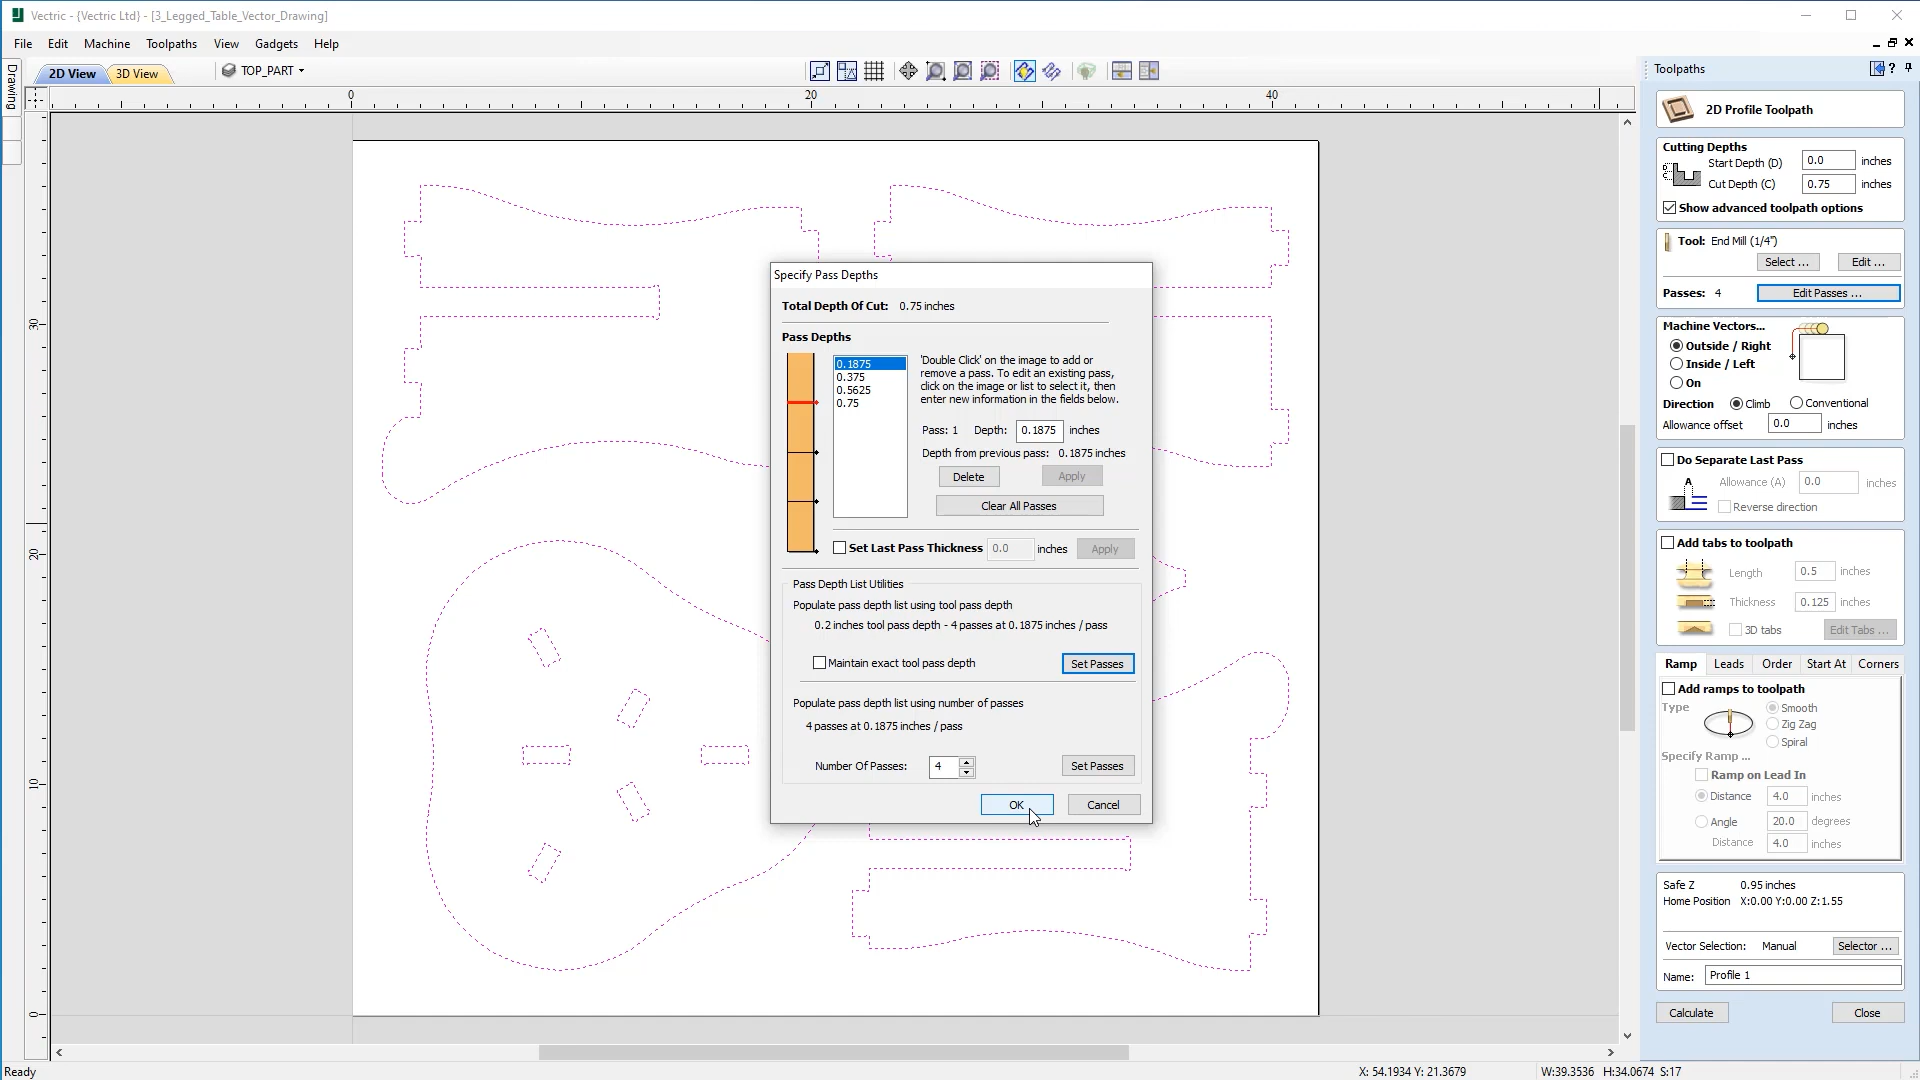 Vectric - {Vectric Ltd} - [3_Legged_Table_Vector_Drawing]
File Edit Machine Toolpaths View Gadgets Help
Drawing
2D View 3D View TOP_PART
0 20 40
30
20
10
0
Specify Pass Depths
Total Depth Of Cut: 0.75 inches
Pass Depths
0.1875
0.375
0.5625
0.75
'Double Click' on the image to add or
remove a pass. To edit an existing pass,
click on the image or list to select it, then
enter new information in the fields below.
Pass: 1 Depth: 0.1875 inches
Depth from previous pass: 0.1875 inches
Delete Apply
Clear All Passes
Set Last Pass Thickness 0.0 inches Apply
Pass Depth List Utilities
Populate pass depth list using tool pass depth
0.2 inches tool pass depth - 4 passes at 0.1875 inches / pass
Maintain exact tool pass depth Set Passes
Populate pass depth list using number of passes
4 passes at 0.1875 inches / pass
Number Of Passes: 4 Set Passes
OK Cancel
Toolpaths
2D Profile Toolpath
Cutting Depths
Start Depth (D) 0.0 inches
Cut Depth (C) 0.75 inches
Show advanced toolpath options
Tool: End Mill (1/4")
Select ... Edit ...
Passes: 4 Edit Passes ...
Machine Vectors...
Outside / Right
Inside / Left
On
Direction Climb Conventional
Allowance offset 0.0 inches
Do Separate Last Pass
A Allowance (A) 0.0 inches
Reverse direction
Add tabs to toolpath
Length 0.5 inches
Thickness 0.125 inches
3D tabs Edit Tabs ...
Ramp Leads Order Start At Corners
Add ramps to toolpath
Type Smooth
Zig Zag
Spiral
Specify Ramp ...
Ramp on Lead In
Distance 4.0 inches
Angle 20.0 degrees
Distance 4.0 inches
Safe Z 0.95 inches
Home Position X:0.00 Y:0.00 Z:1.55
Vector Selection: Manual Selector ...
Name: Profile 1
Calculate Close
Ready X: 54.1934 Y: 21.3679 W:39.3536 H:34.0674 S:17